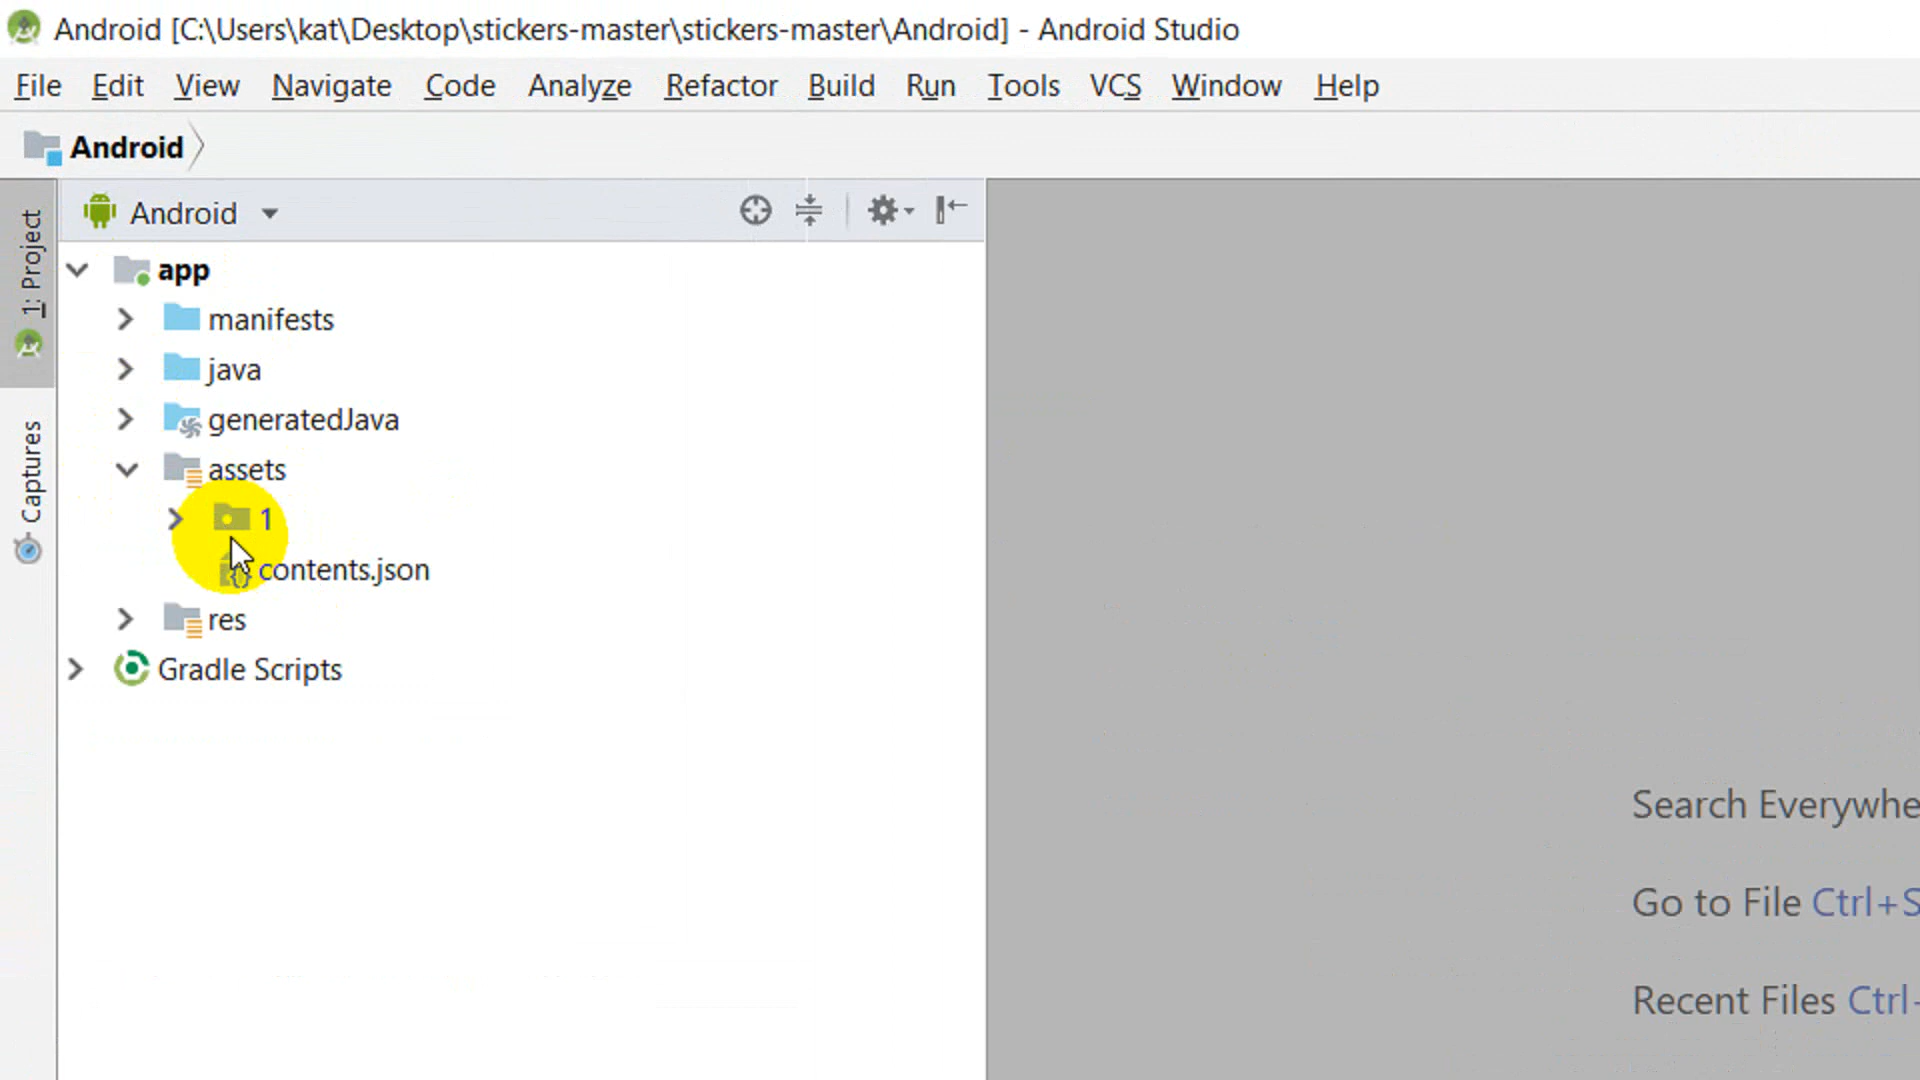 Android [C:\Users\kat\Desktop\stickers-master\stickers-master\Android] - Android Studio
File Edit View Navigate Code Analyze Refactor Build Run Tools VCS Window Help
Android
1: Project
Captures
Android
app
manifests
java
generatedJava
assets
1
contents.json
res
Gradle Scripts
Search Everywhe
Go to File Ctrl+S
Recent Files Ctrl+